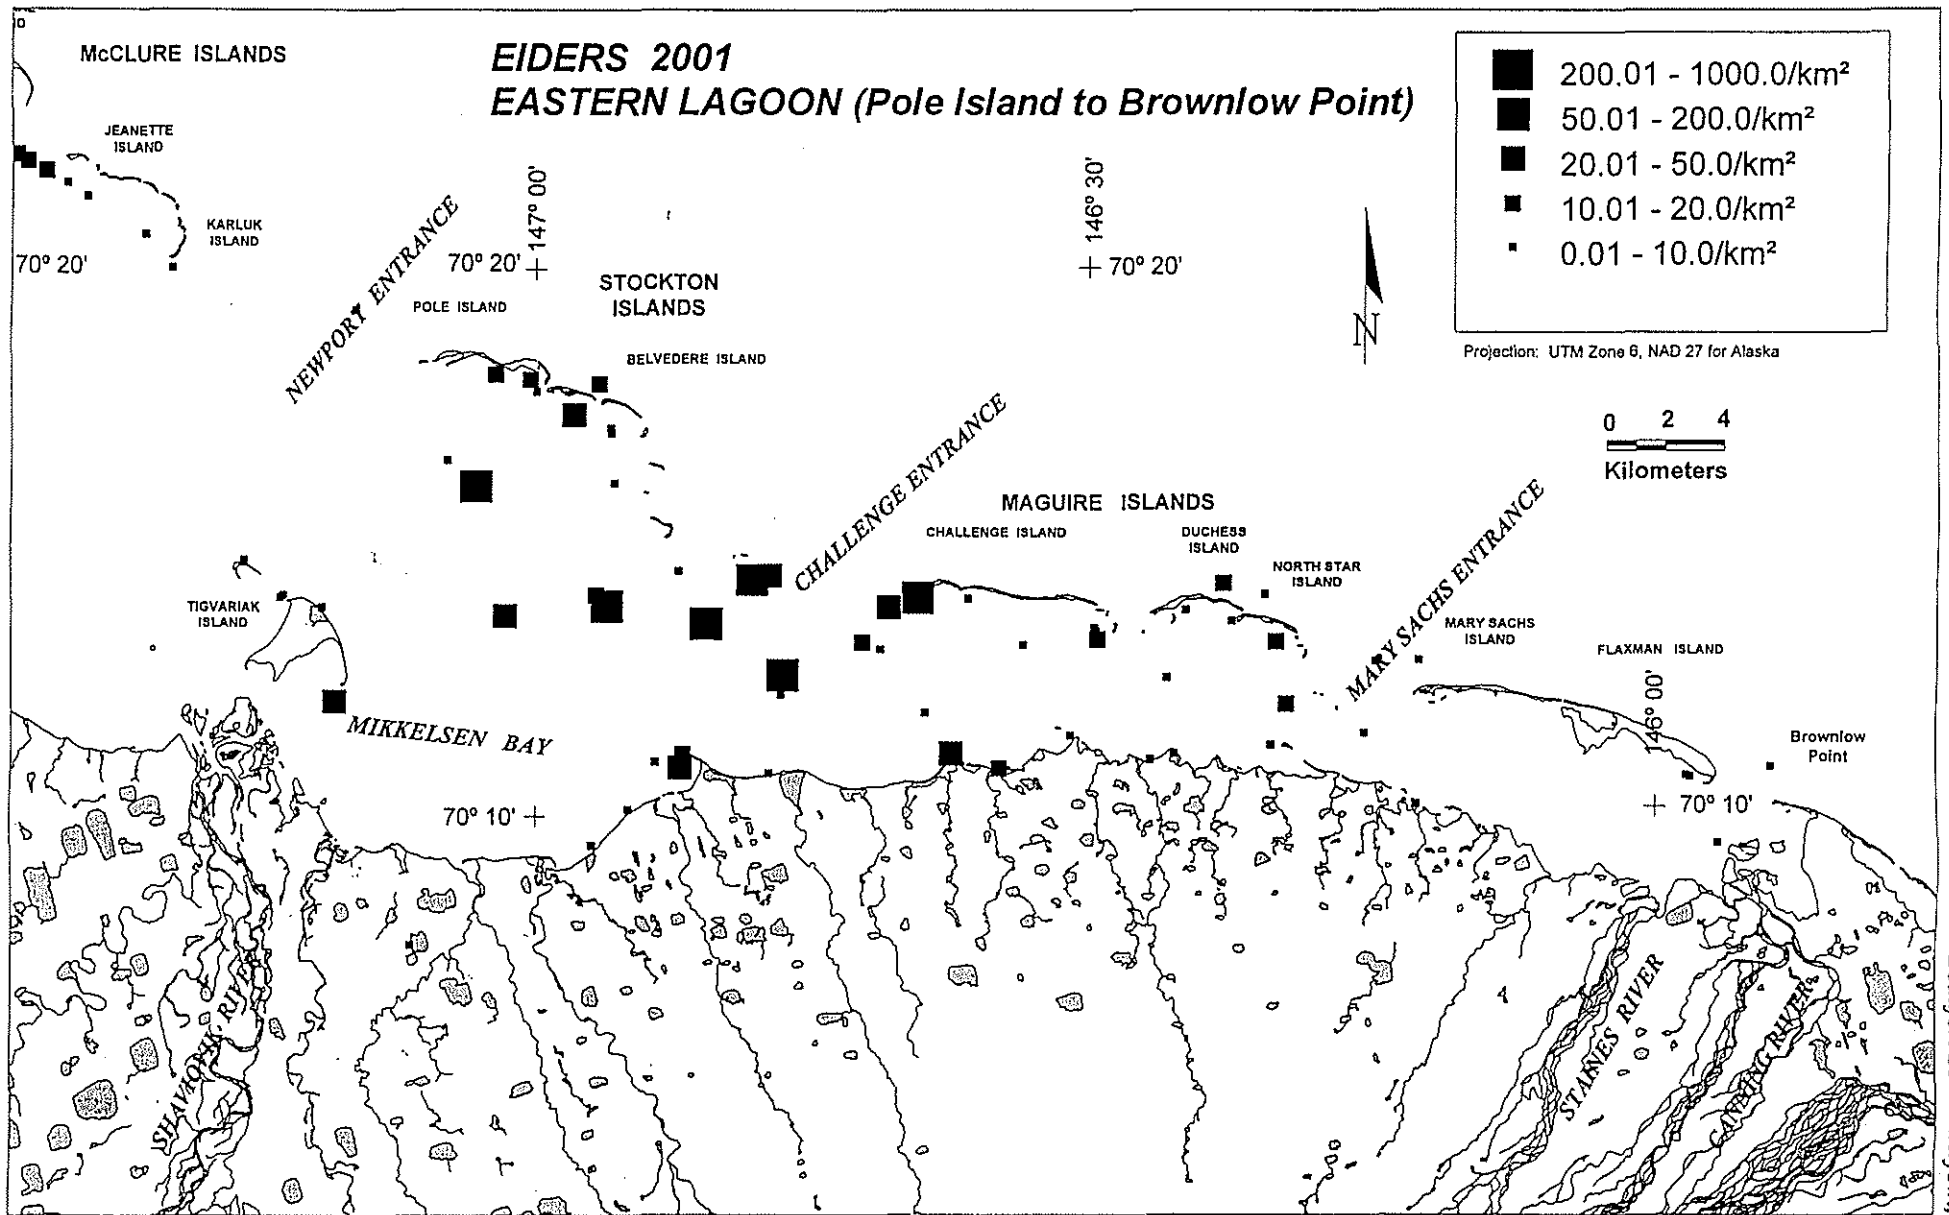 McCLURE ISLANDS
EIDERS 2001
EASTERN LAGOON (Pole Island to Brownlow Point)
200.01 - 1000.0/km²
50.01 - 200.0/km²
20.01 - 50.0/km²
10.01 - 20.0/km²
0.01 - 10.0/km²
Projection: UTM Zone 6, NAD 27 for Alaska
JEANETTE
ISLAND
KARLUK
ISLAND
70° 20'
NEWPORT ENTRANCE
147° 00'
70° 20'
146° 30'
70° 20'
N
STOCKTON
ISLANDS
POLE ISLAND
BELVEDERE ISLAND
0 2 4
Kilometers
CHALLENGE ENTRANCE
MAGUIRE ISLANDS
CHALLENGE ISLAND
DUCHESS
ISLAND
NORTH STAR
ISLAND
MARY SACHS ENTRANCE
MARY SACHS
ISLAND
FLAXMAN ISLAND
146° 00'
Brownlow
Point
70° 10'
TIGVARIAK
ISLAND
MIKKELSEN BAY
70° 10'
SHAVIOVIK RIVER
STAINES RIVER
CANNING RIVER